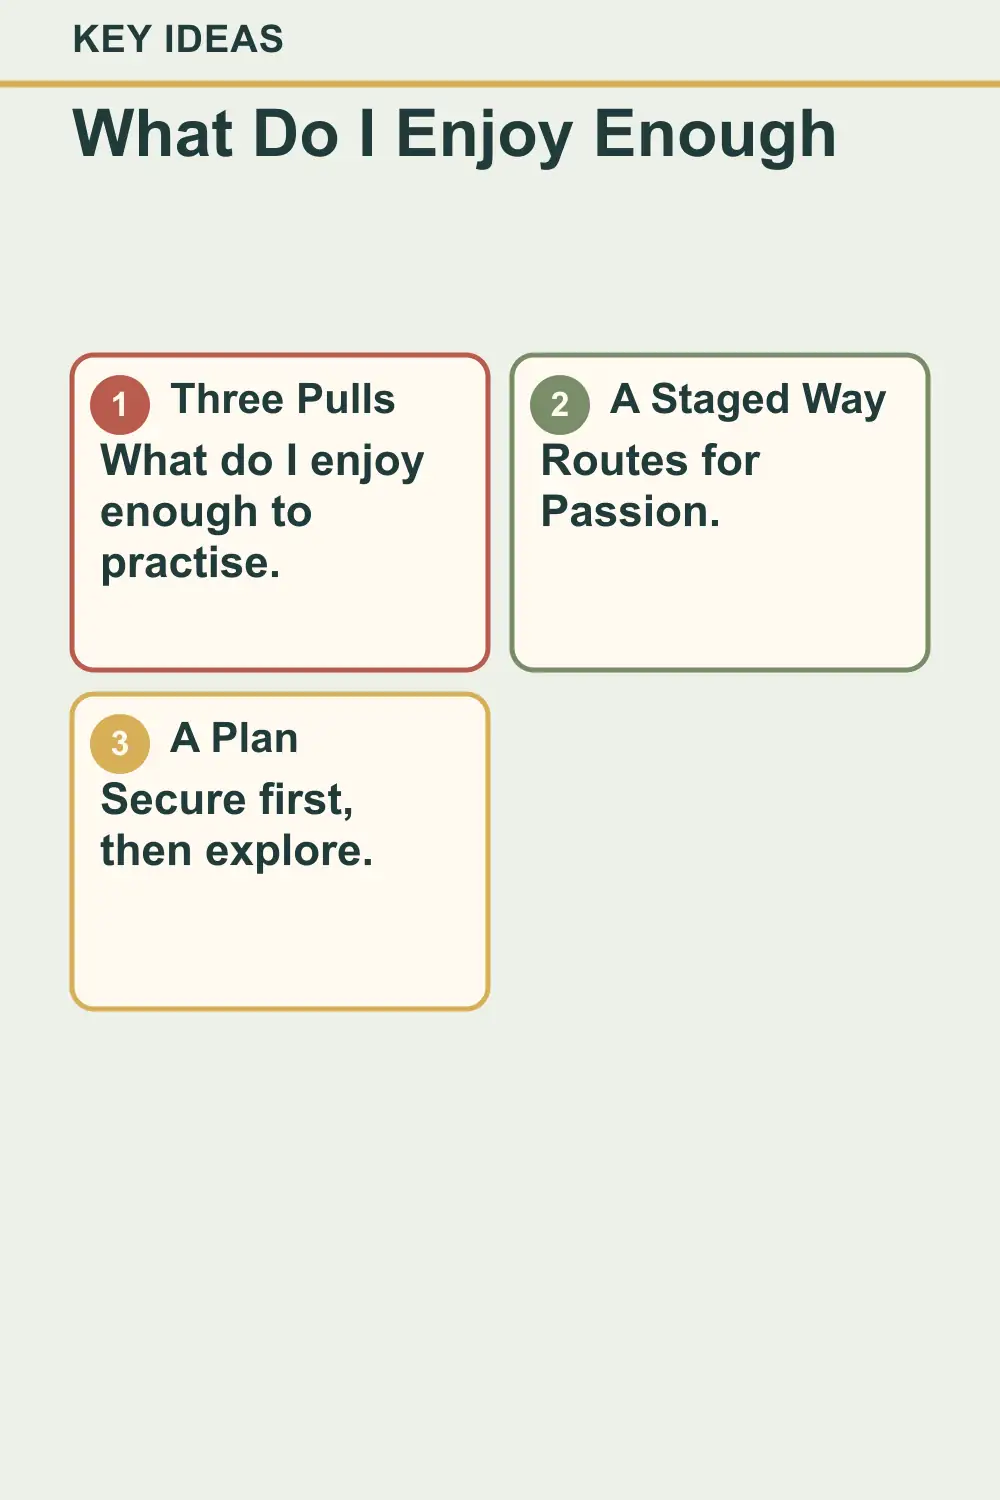 KEY IDEAS
What Do I Enjoy Enough
1 Three Pulls
What do I enjoy
enough to
practise.
2 A Staged Way
Routes for
Passion.
3 A Plan
Secure first,
then explore.